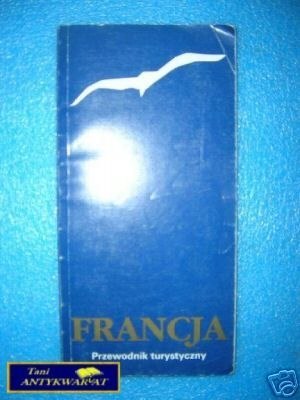 FRANCJA
Przewodnik turystyczny
Tani
ANTYKWARIAT